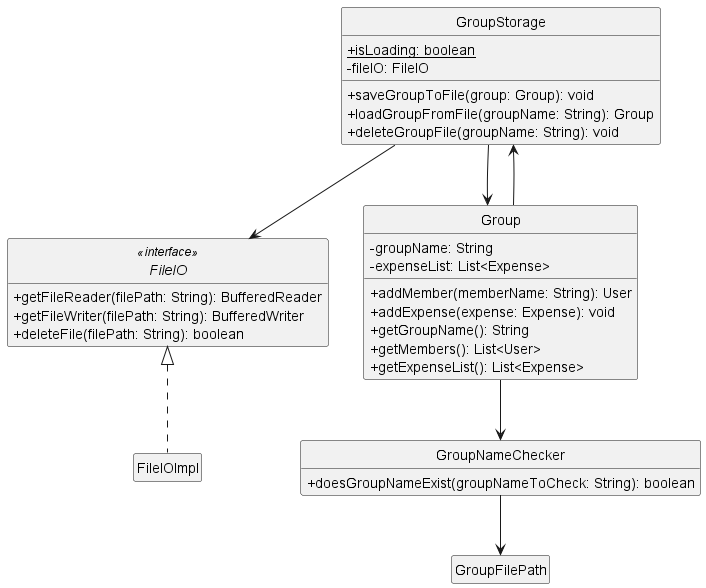 GroupStorage
+isLoading: boolean
-fileIO: FileIO
+saveGroupToFile(group: Group): void
+loadGroupFromFile(groupName: String): Group
+deleteGroupFile(groupName: String): void
«interface»
FileIO
+getFileReader(filePath: String): BufferedReader
+getFileWriter(filePath: String): BufferedWriter
+deleteFile(filePath: String): boolean
Group
-groupName: String
-expenseList: List<Expense>
+addMember(memberName: String): User
+addExpense(expense: Expense): void
+getGroupName(): String
+getMembers(): List<User>
+getExpenseList(): List<Expense>
FileIOImpl
GroupNameChecker
+doesGroupNameExist(groupNameToCheck: String): boolean
GroupFilePath